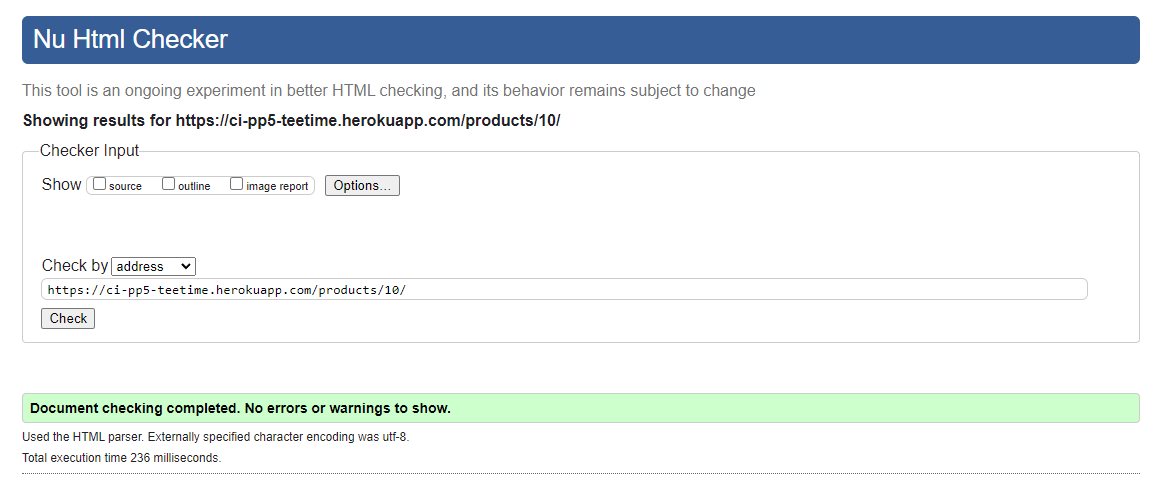 Nu Html Checker
This tool is an ongoing experiment in better HTML checking, and its behavior remains subject to change
Showing results for https://ci-pp5-teetime.herokuapp.com/products/10/
Checker Input
Show source outline image report Options...
Check by address
https://ci-pp5-teetime.herokuapp.com/products/10/
Check
Document checking completed. No errors or warnings to show.
Used the HTML parser. Externally specified character encoding was utf-8.
Total execution time 236 milliseconds.